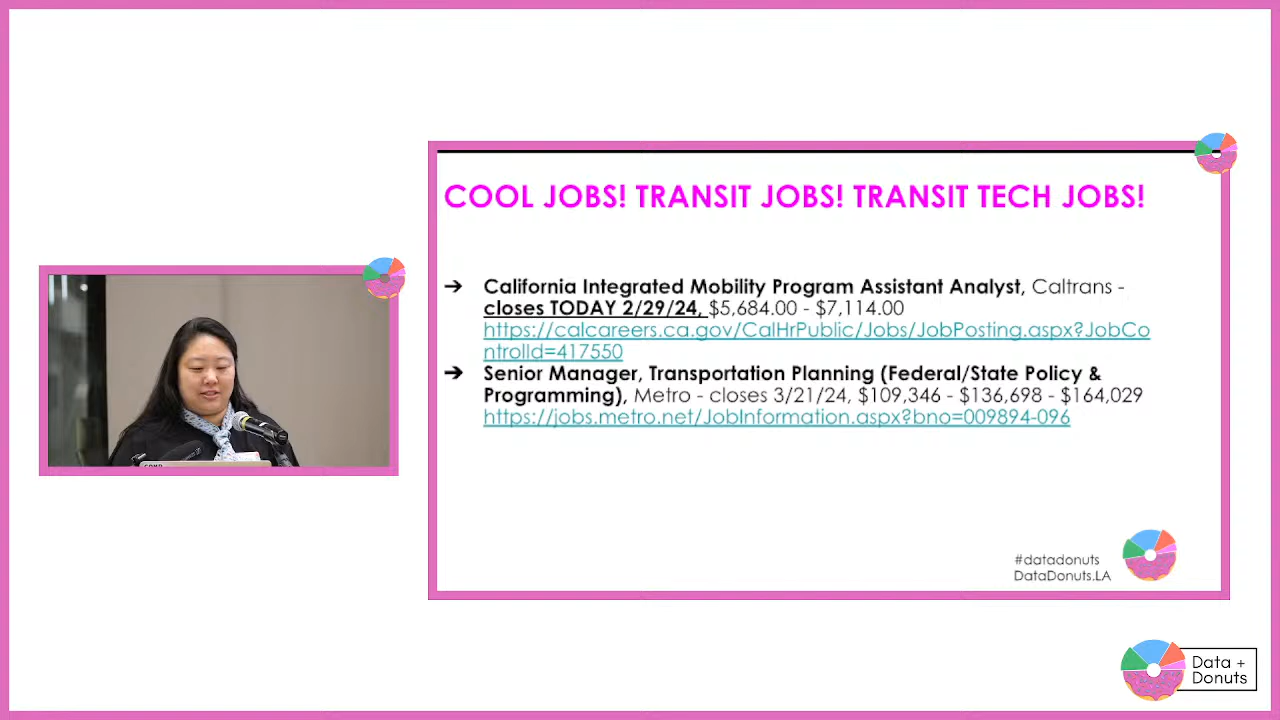 COOL JOBS! TRANSIT JOBS! TRANSIT TECH JOBS!
➔ California Integrated Mobility Program Assistant Analyst, Caltrans -
closes TODAY 2/29/24, $5,684.00 - $7,114.00
https://calcareers.ca.gov/CalHrPublic/Jobs/JobPosting.aspx?JobCo
ntrolId=417550
➔ Senior Manager, Transportation Planning (Federal/State Policy &
Programming), Metro - closes 3/21/24, $109,346 - $136,698 - $164,029
https://jobs.metro.net/JobInformation.aspx?bno=009894-096
#datadonuts
DataDonuts.LA
Data +
Donuts